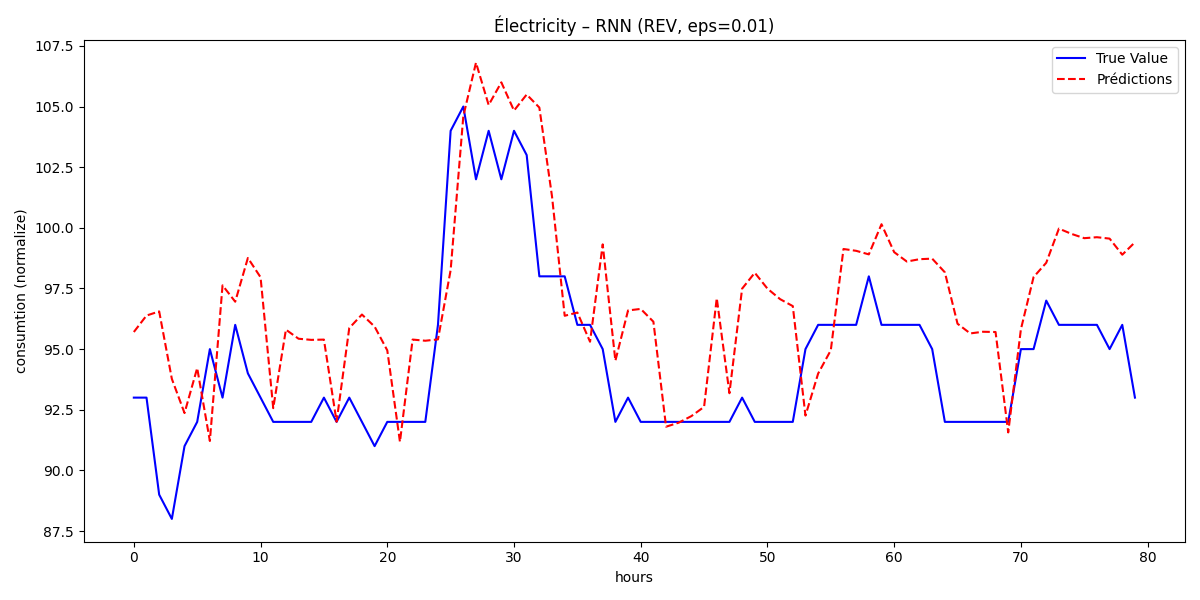 Électricity – RNN (REV, eps=0.01)
107.5
105.0
102.5
100.0
97.5
95.0
92.5
90.0
87.5
consumtion (normalize)
True Value
Prédictions
0 10 20 30 40 50 60 70 80
hours